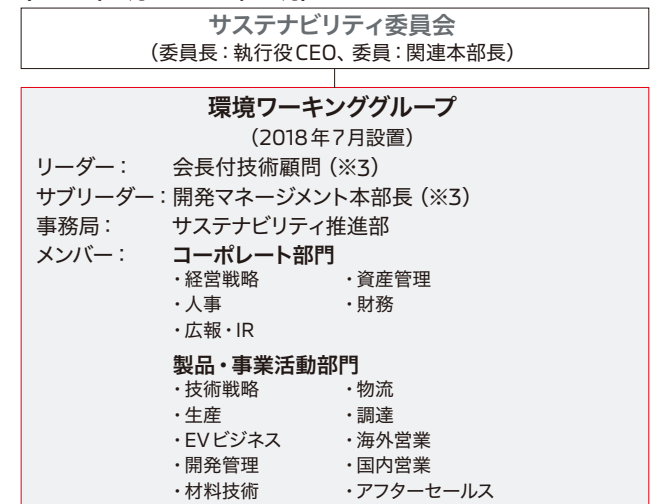 サステナビリティ委員会
（委員長：執行役CEO、委員：関連本部長）
環境ワーキンググループ
（2018年7月設置）
リーダー： 会長付技術顧問（※3）
サブリーダー：開発マネージメント本部長（※3）
事務局： サステナビリティ推進部
メンバー： コーポレート部門
・経営戦略 ・資産管理
・人事 ・財務
・広報・IR
製品・事業活動部門
・技術戦略 ・物流
・生産 ・調達
・EVビジネス ・海外営業
・開発管理 ・国内営業
・材料技術 ・アフターセールス